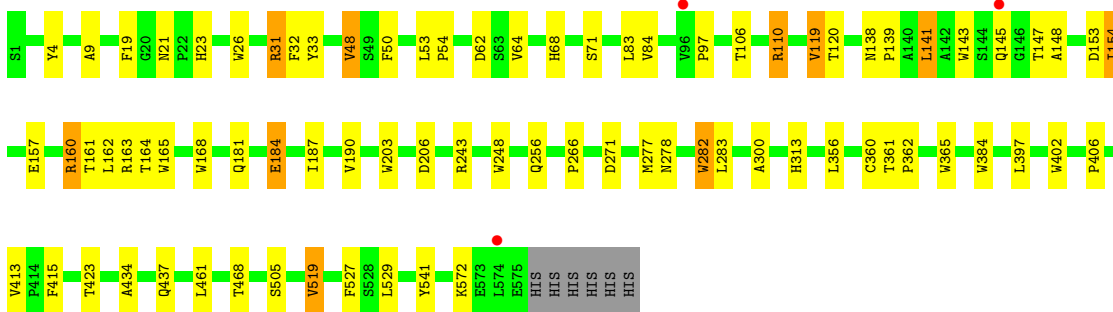 S1 Y4 A9 F19 G20 N21 P22 H23 W26 R31 F32 Y33 V48 S49 F50 L53 P54 D62 S63 V64 H68 S71 L83 V84 V96 P97 T106 R110 V119 T120 N138 P139 A140 L141 A142 W143 S144 Q145 G146 T147 A148 D153 I154
E157 R160 T161 L162 R163 T164 W165 W168 Q181 E184 I187 V190 W203 D206 R243 W248 Q256 P266 D271 M277 N278 W282 L283 A300 H313 L356 C360 T361 P362 W365 W384 L397 W402 P406
V413 P414 F415 T423 A434 Q437 L461 T468 S505 V519 F527 S528 L529 Y541 K572 E573 L574 E575 HIS HIS HIS HIS HIS HIS